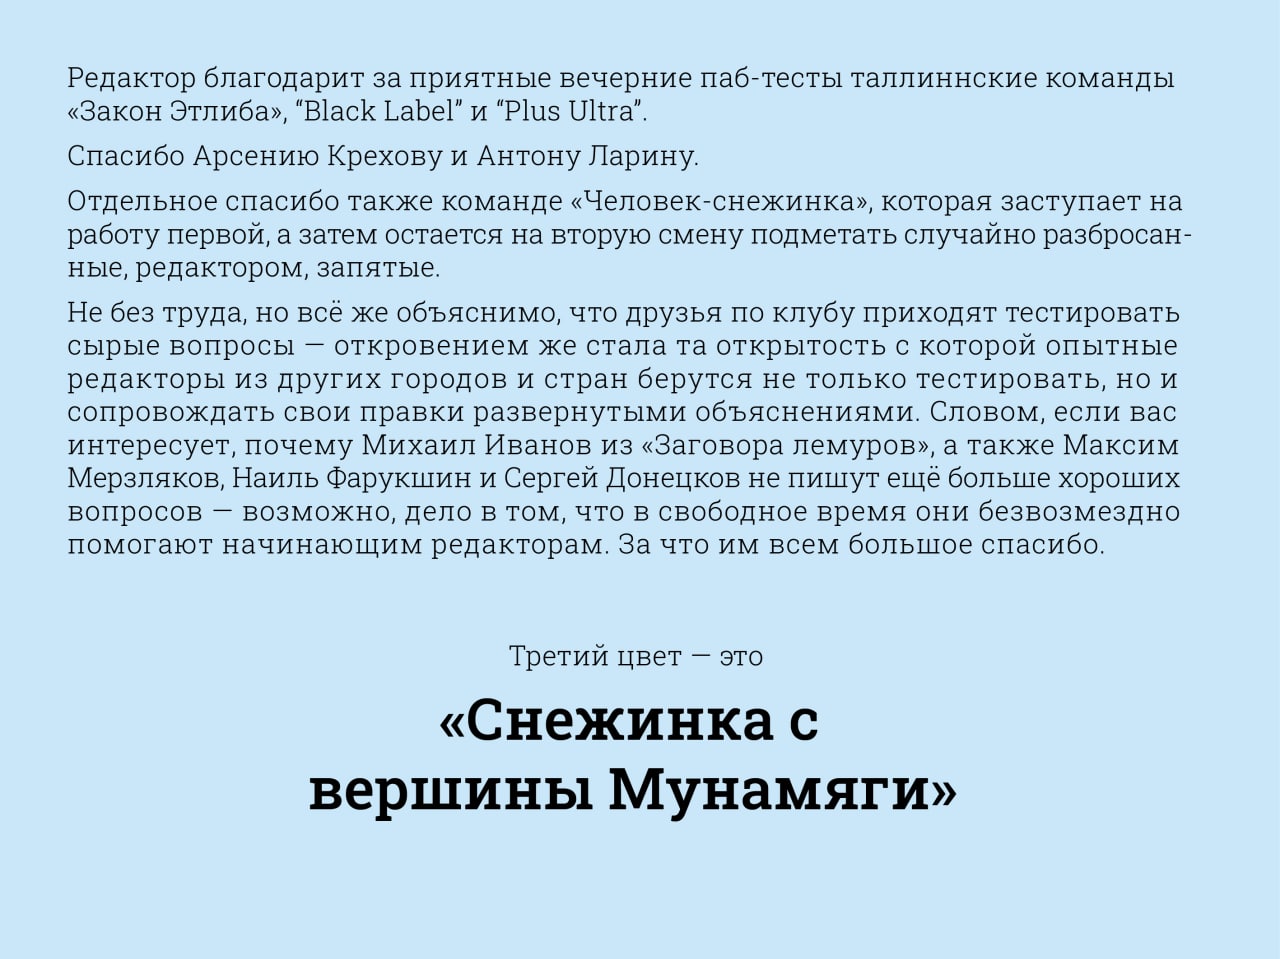 Редактор благодарит за приятные вечерние паб-тесты таллиннские команды
«Закон Этлиба», “Black Label” и “Plus Ultra”.
Спасибо Арсению Крехову и Антону Ларину.
Отдельное спасибо также команде «Человек-снежинка», которая заступает на
работу первой, а затем остается на вторую смену подметать случайно разбросан-
ные, редактором, запятые.
Не без труда, но всё же объяснимо, что друзья по клубу приходят тестировать
сырые вопросы — откровением же стала та открытость с которой опытные
редакторы из других городов и стран берутся не только тестировать, но и
сопровождать свои правки развернутыми объяснениями. Словом, если вас
интересует, почему Михаил Иванов из «Заговора лемуров», а также Максим
Мерзляков, Наиль Фарукшин и Сергей Донецков не пишут ещё больше хороших
вопросов — возможно, дело в том, что в свободное время они безвозмездно
помогают начинающим редакторам. За что им всем большое спасибо.
Третий цвет — это
«Снежинка с
вершины Мунамяги»